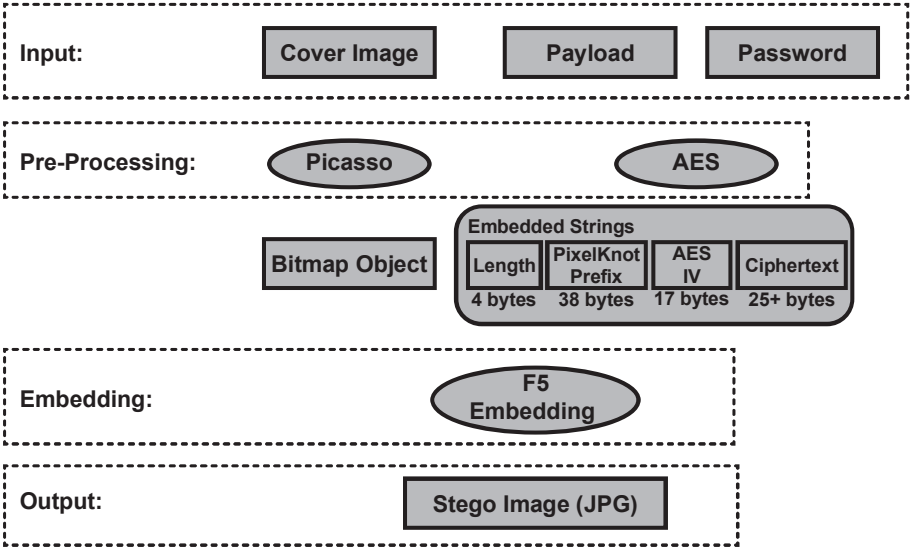 Input:
Cover Image
Payload
Password
Pre-Processing:
Picasso
AES
Bitmap Object
Embedded Strings
Length
PixelKnot
Prefix
AES
IV
Ciphertext
4 bytes
38 bytes
17 bytes
25+ bytes
Embedding:
F5
Embedding
Output:
Stego Image (JPG)